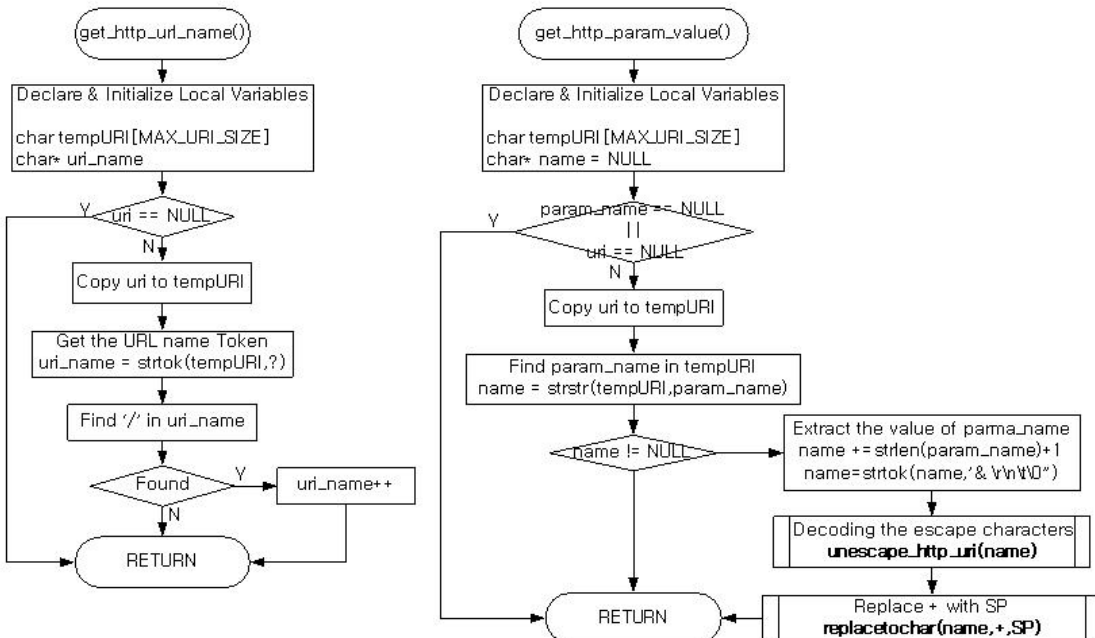 get_http_url_name()
Declare & Initialize Local Variables
char tempURI[MAX_URI_SIZE]
char* uri_name
Y
uri == NULL
N
Copy uri to tempURI
Get the URL name Token
uri_name = strtok(tempURI,?)
Find '/' in uri_name
Found
Y
uri_name++
N
RETURN
get_http_param_value()
Declare & Initialize Local Variables
char tempURI[MAX_URI_SIZE]
char* name = NULL
Y
param_name == NULL
||
uri == NULL
N
Copy uri to tempURI
Find param_name in tempURI
name = strstr(tempURI,param_name)
name != NULL
Extract the value of parma_name
name +=strlen(param_name)+1
name=strtok(name,'& \r\n\t\0")
Decoding the escape characters
unescape_http_uri(name)
Replace + with SP
replacetochar(name,+,SP)
RETURN